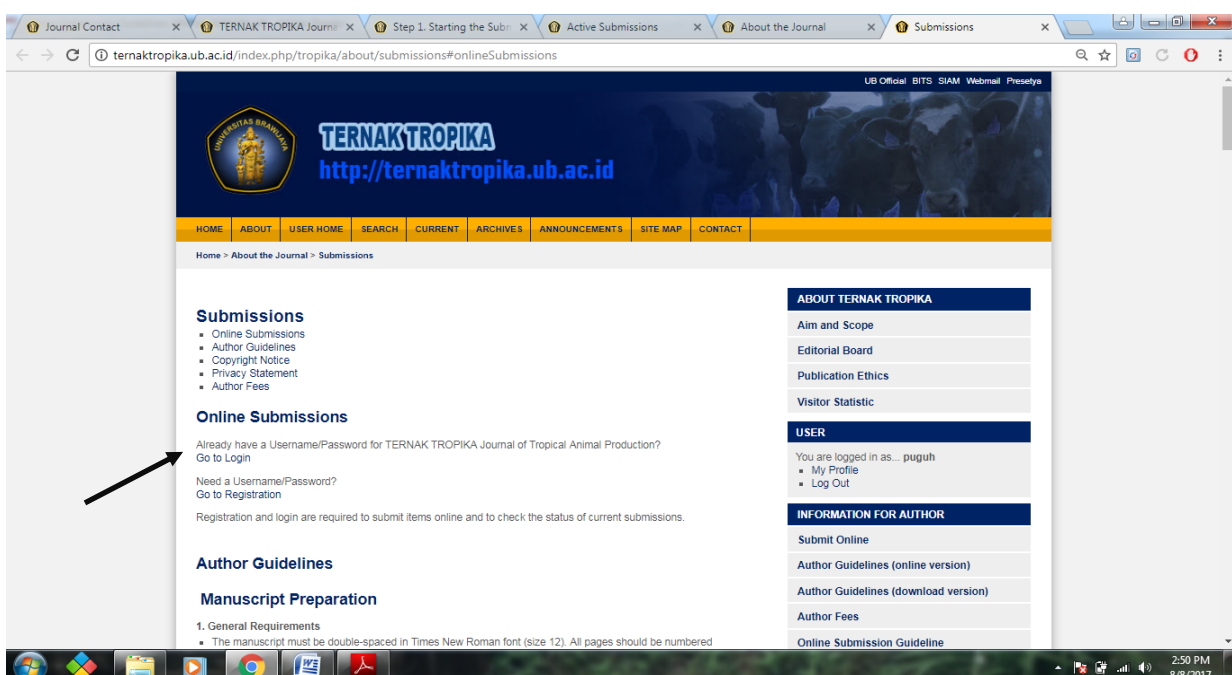 Journal Contact
TERNAK TROPIKA Journa
Step 1. Starting the Subn
Active Submissions
About the Journal
Submissions
ternaktropika.ub.ac.id/index.php/tropika/about/submissions#onlineSubmissions
UB Official BITS SIAM Webmail Presetya
UNIVERSITAS BRAWIJAYA
TERNAK TROPIKA
http://ternaktropika.ub.ac.id
HOME ABOUT USER HOME SEARCH CURRENT ARCHIVES ANNOUNCEMENTS SITE MAP CONTACT
Home > About the Journal > Submissions
Submissions
Online Submissions
Author Guidelines
Copyright Notice
Privacy Statement
Author Fees
Online Submissions
Already have a Username/Password for TERNAK TROPIKA Journal of Tropical Animal Production?
Go to Login
Need a Username/Password?
Go to Registration
Registration and login are required to submit items online and to check the status of current submissions.
Author Guidelines
Manuscript Preparation
1. General Requirements
The manuscript must be double-spaced in Times New Roman font (size 12). All pages should be numbered
ABOUT TERNAK TROPIKA
Aim and Scope
Editorial Board
Publication Ethics
Visitor Statistic
USER
You are logged in as... puguh
My Profile
Log Out
INFORMATION FOR AUTHOR
Submit Online
Author Guidelines (online version)
Author Guidelines (download version)
Author Fees
Online Submission Guideline
2:50 PM
8/8/2017